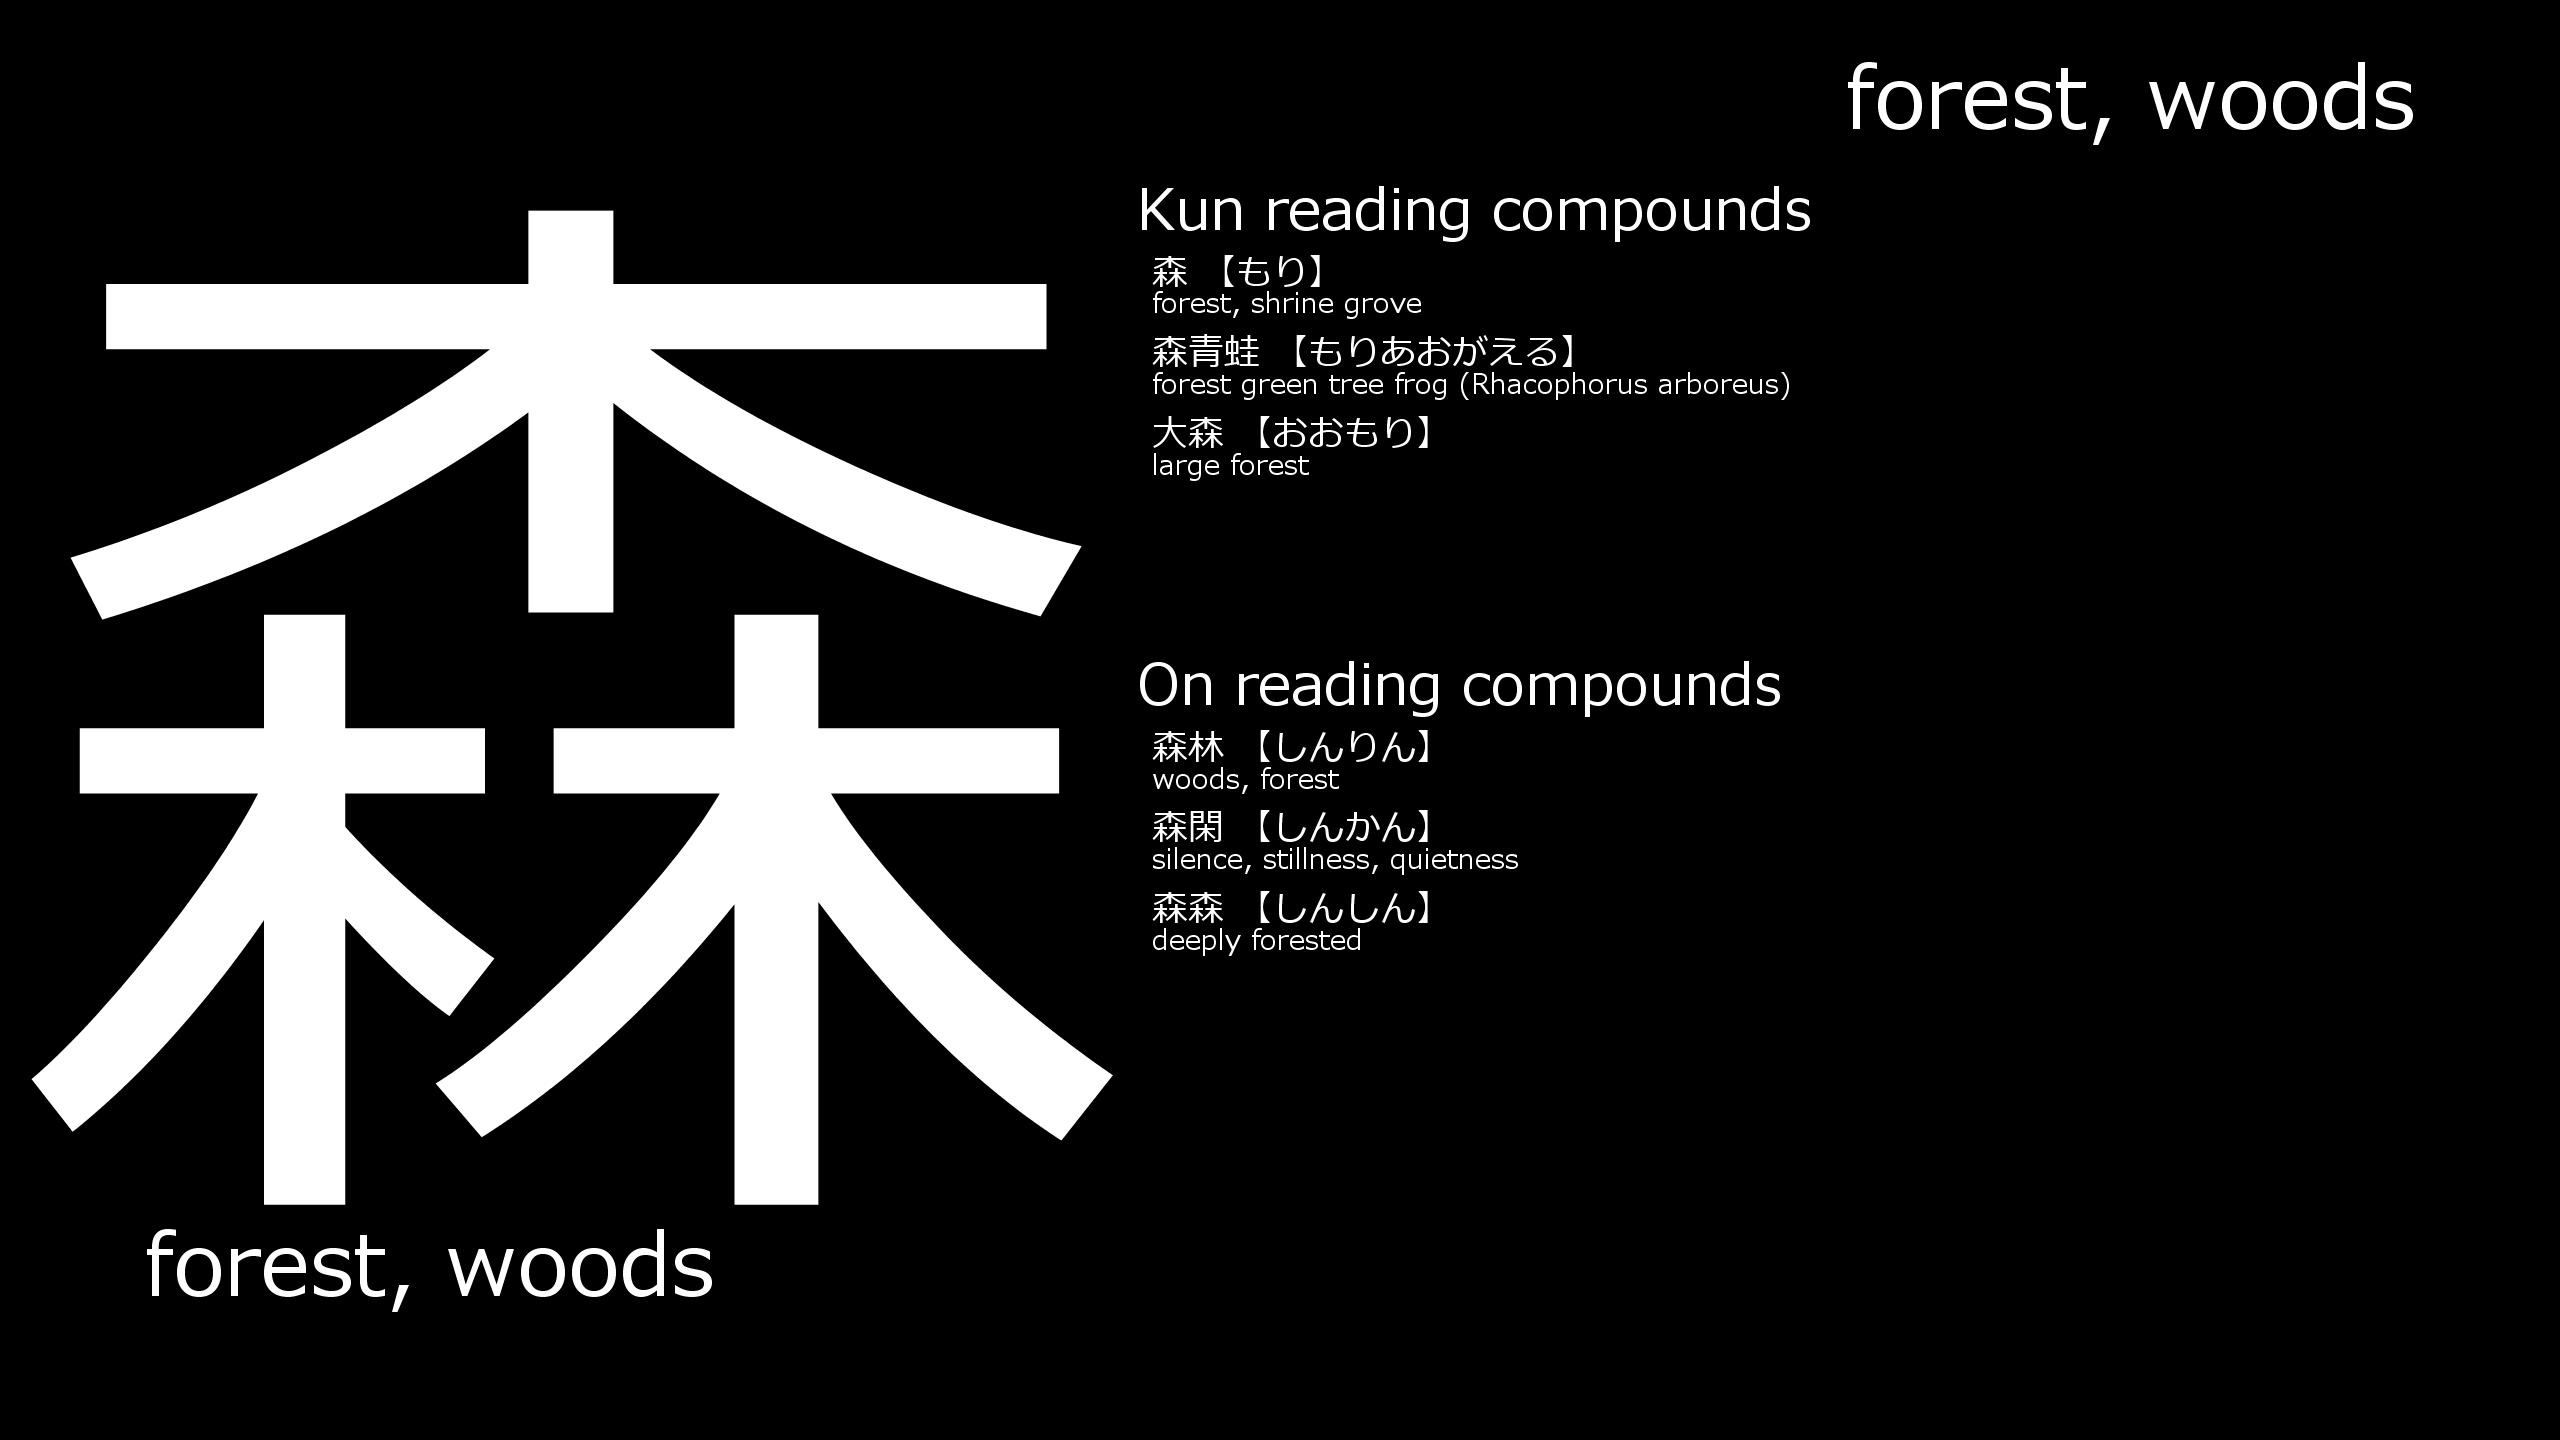 forest, woods
森
forest, woods
Kun reading compounds
森 【もり】
forest, shrine grove
森青蛙 【もりあおがえる】
forest green tree frog (Rhacophorus arboreus)
大森 【おおもり】
large forest
On reading compounds
森林 【しんりん】
woods, forest
森閑 【しんかん】
silence, stillness, quietness
森森 【しんしん】
deeply forested